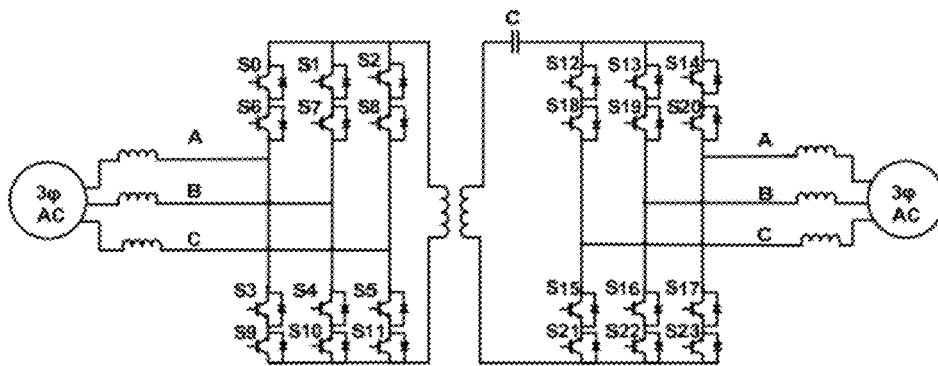 C
S0 S1 S2 S12 S13 S14
S6 S7 S8 S18 S19 S20
A A
3φ B B 3φ
AC AC
C C
S3 S4 S5 S15 S16 S17
S9 S10 S11 S21 S22 S23